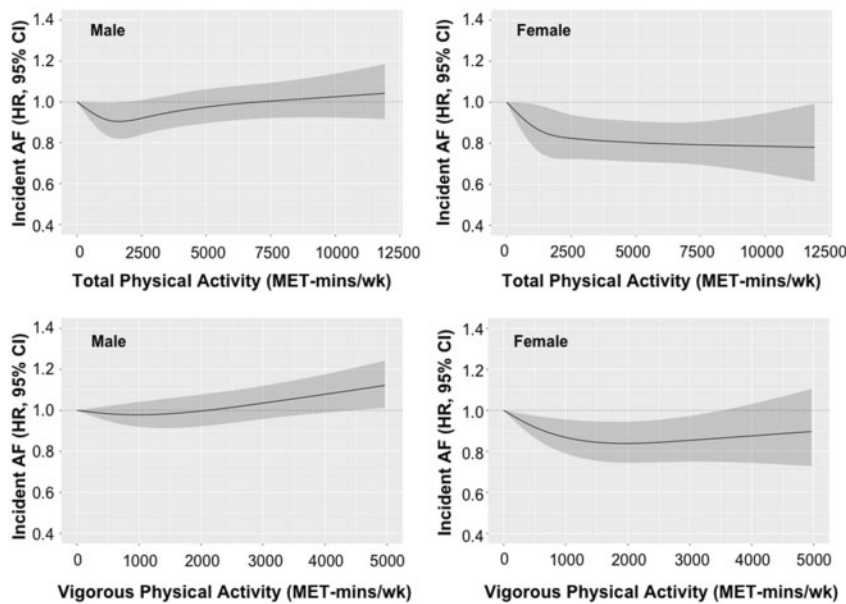 Male
Incident AF (HR, 95% CI)
1.4
1.2
1.0
0.8
0.6
0.4
0 2500 5000 7500 10000 12500
Total Physical Activity (MET-mins/wk)
Female
Incident AF (HR, 95% CI)
1.4
1.2
1.0
0.8
0.6
0.4
0 2500 5000 7500 10000 12500
Total Physical Activity (MET-mins/wk)
Male
Incident AF (HR, 95% CI)
1.4
1.2
1.0
0.8
0.6
0.4
0 1000 2000 3000 4000 5000
Vigorous Physical Activity (MET-mins/wk)
Female
Incident AF (HR, 95% CI)
1.4
1.2
1.0
0.8
0.6
0.4
0 1000 2000 3000 4000 5000
Vigorous Physical Activity (MET-mins/wk)